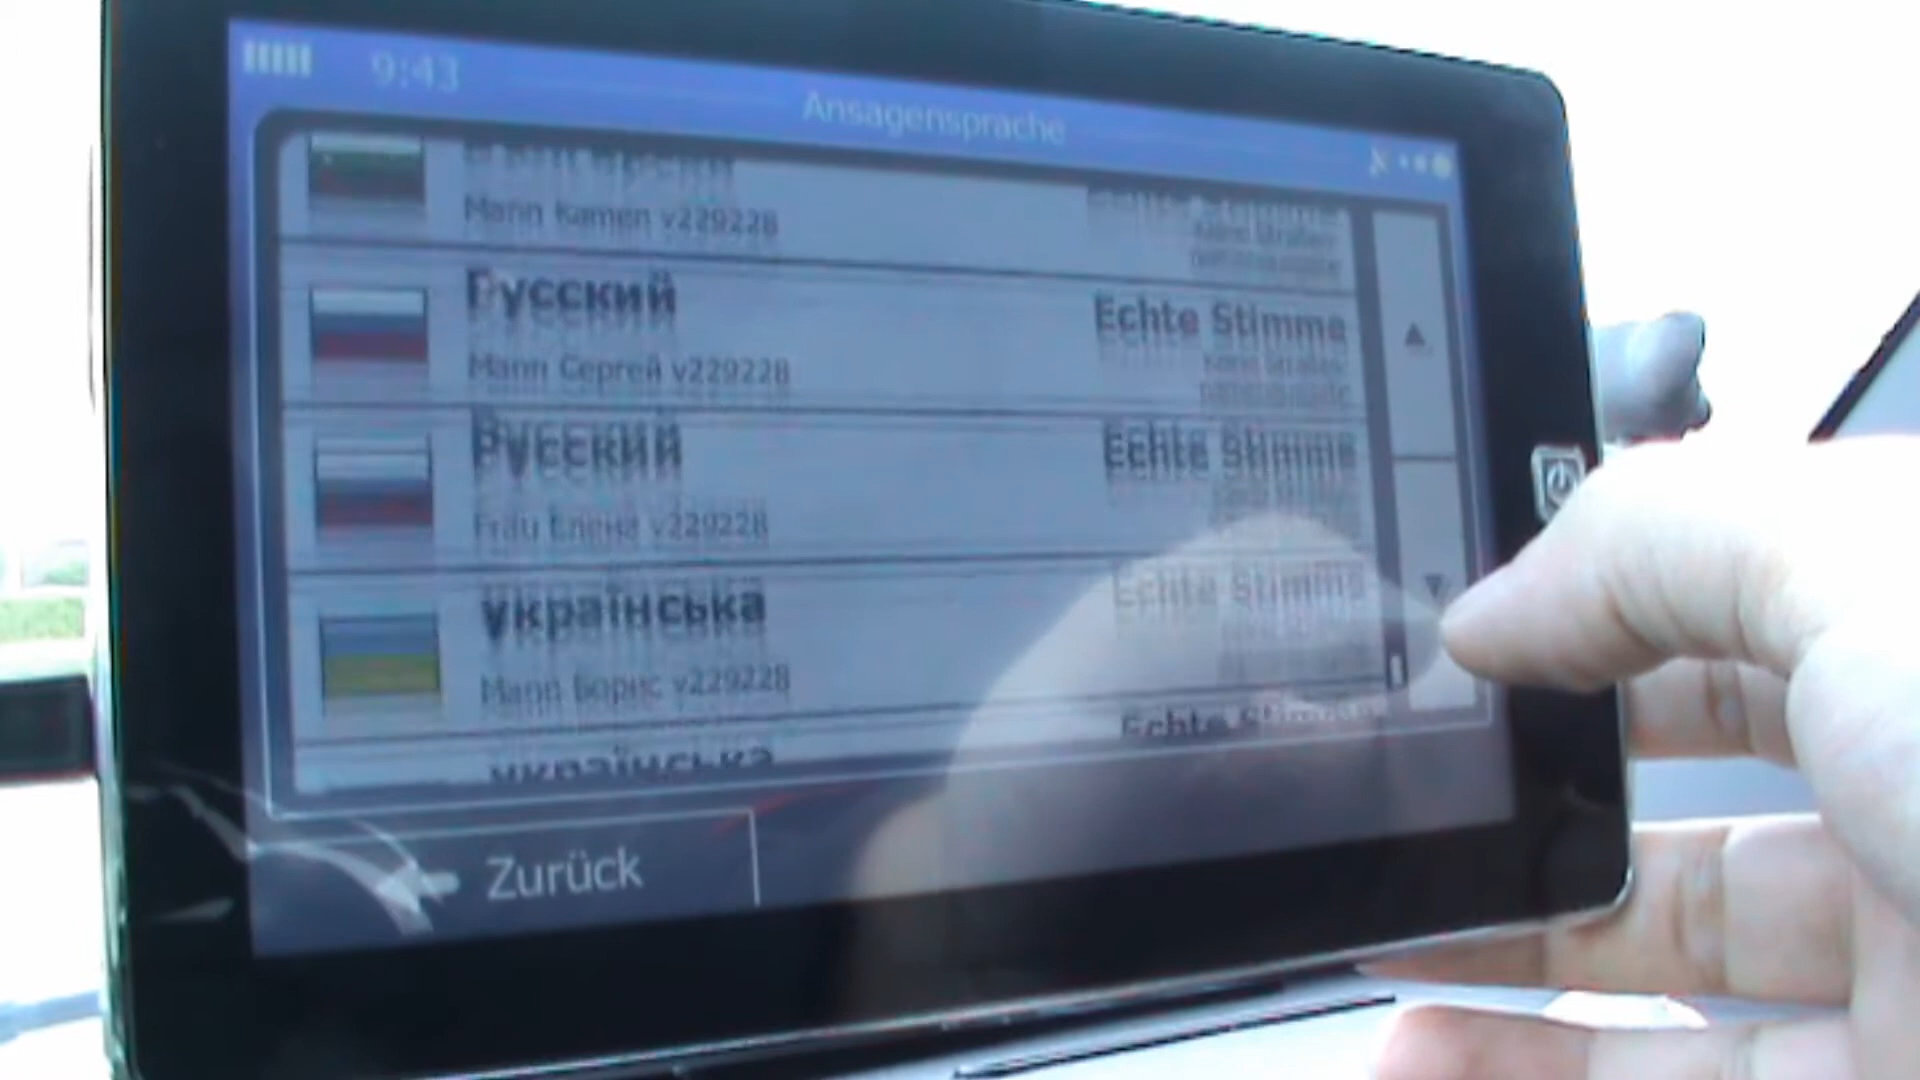 9:43
Ansagensprache
Mann Kamen v229228
Русский
Echte Stimme
Mann Сергей v229228
Русский
Echte Stimme
Frau Елена v229228
українська
Echte Stimme
Mann Борис v229228
українська
Echte
Zurück